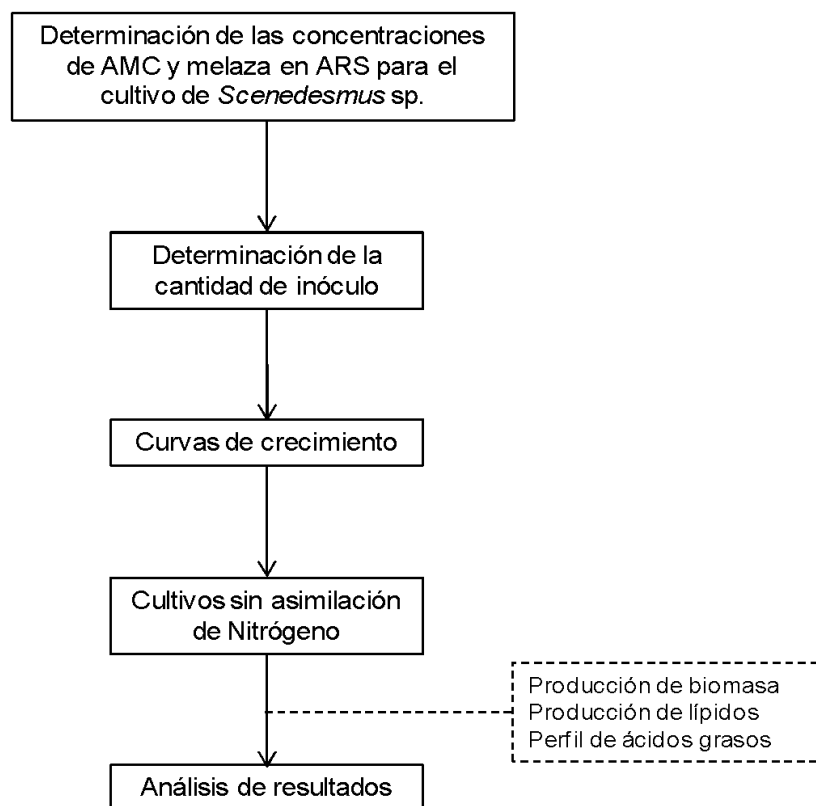 Determinación de las concentraciones
de AMC y melaza en ARS para el
cultivo de Scenedesmus sp.
Determinación de la
cantidad de inóculo
Curvas de crecimiento
Cultivos sin asimilación
de Nitrógeno
Producción de biomasa
Producción de lípidos
Perfil de ácidos grasos
Análisis de resultados